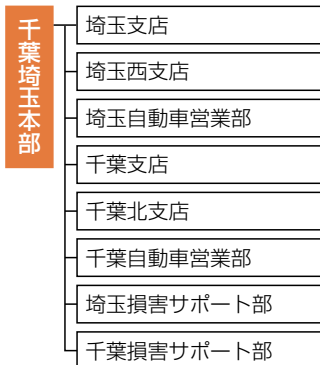 千葉埼玉本部
埼玉支店
埼玉西支店
埼玉自動車営業部
千葉支店
千葉北支店
千葉自動車営業部
埼玉損害サポート部
千葉損害サポート部